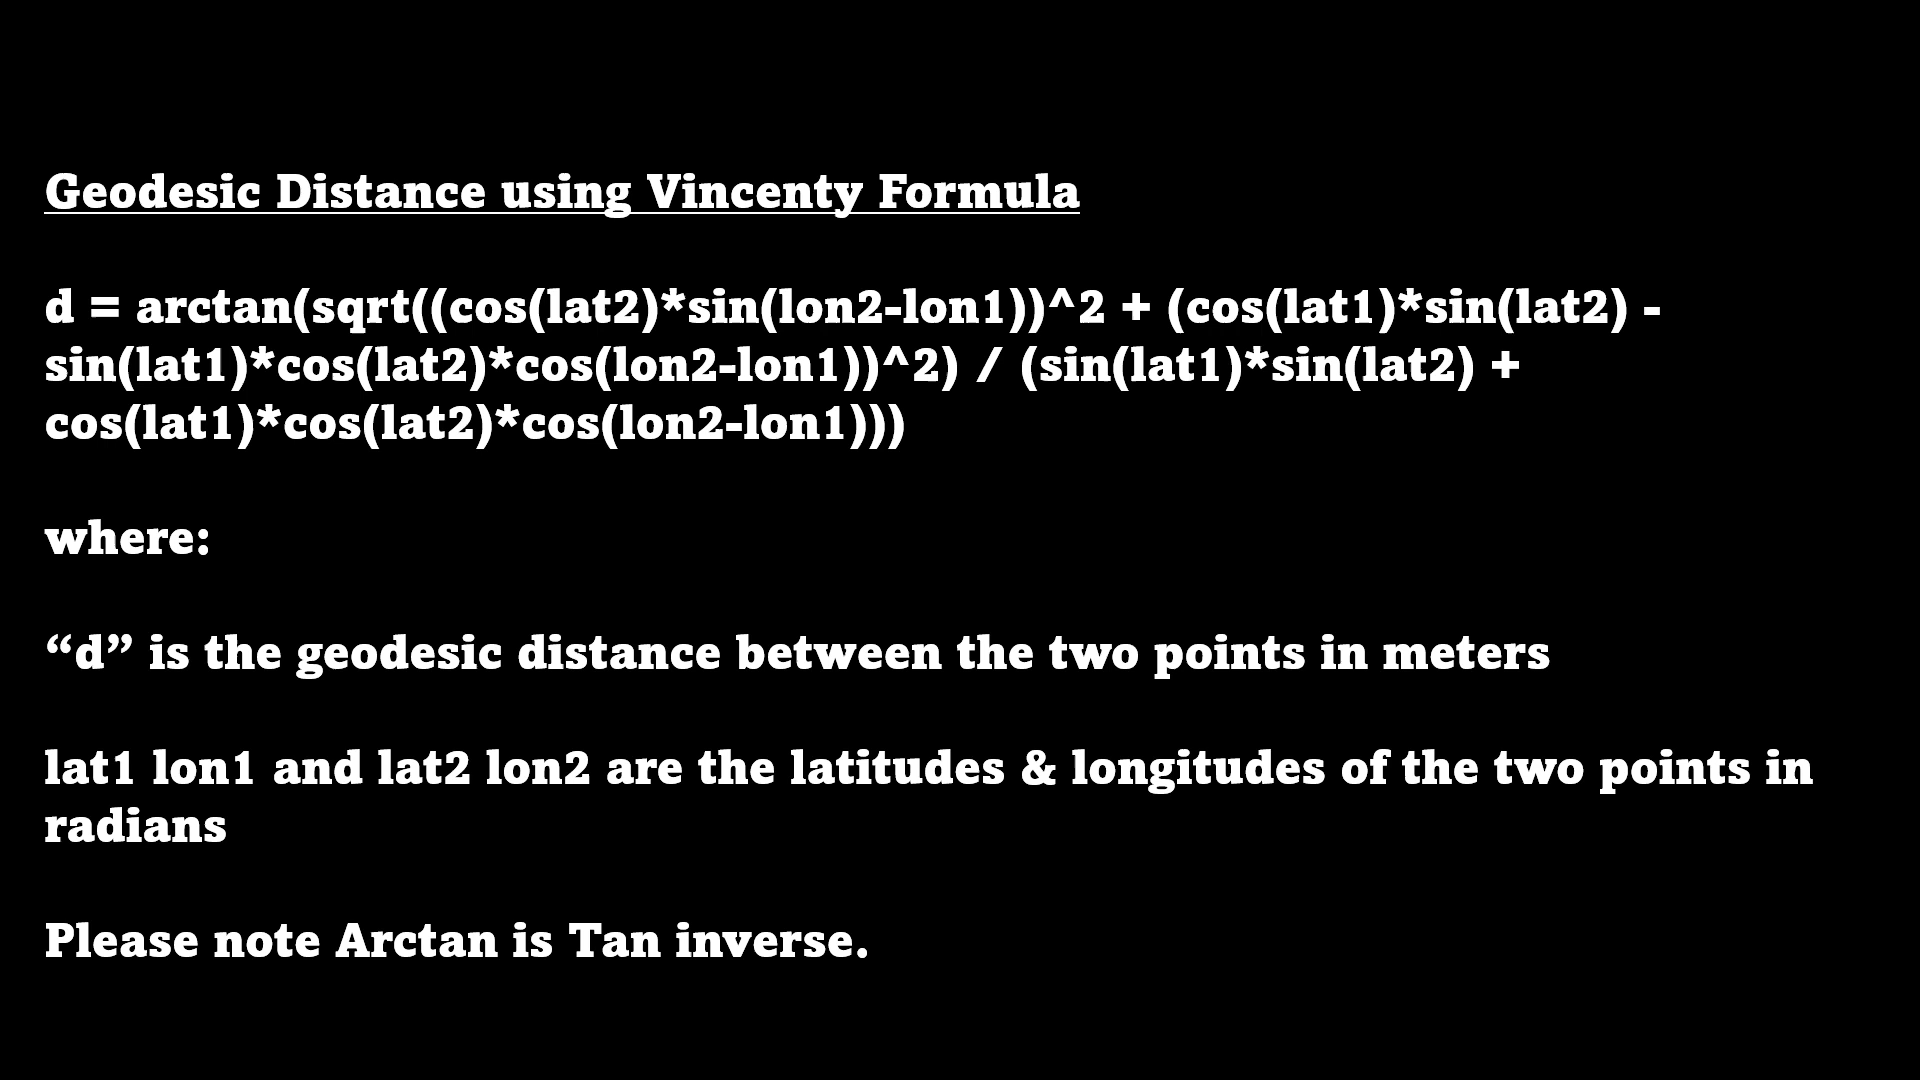 Geodesic Distance using Vincenty Formula
d = arctan(sqrt((cos(lat2)*sin(lon2-lon1))^2 + (cos(lat1)*sin(lat2) -
sin(lat1)*cos(lat2)*cos(lon2-lon1))^2) / (sin(lat1)*sin(lat2) +
cos(lat1)*cos(lat2)*cos(lon2-lon1)))
where:
“d” is the geodesic distance between the two points in meters
lat1 lon1 and lat2 lon2 are the latitudes & longitudes of the two points in
radians
Please note Arctan is Tan inverse.